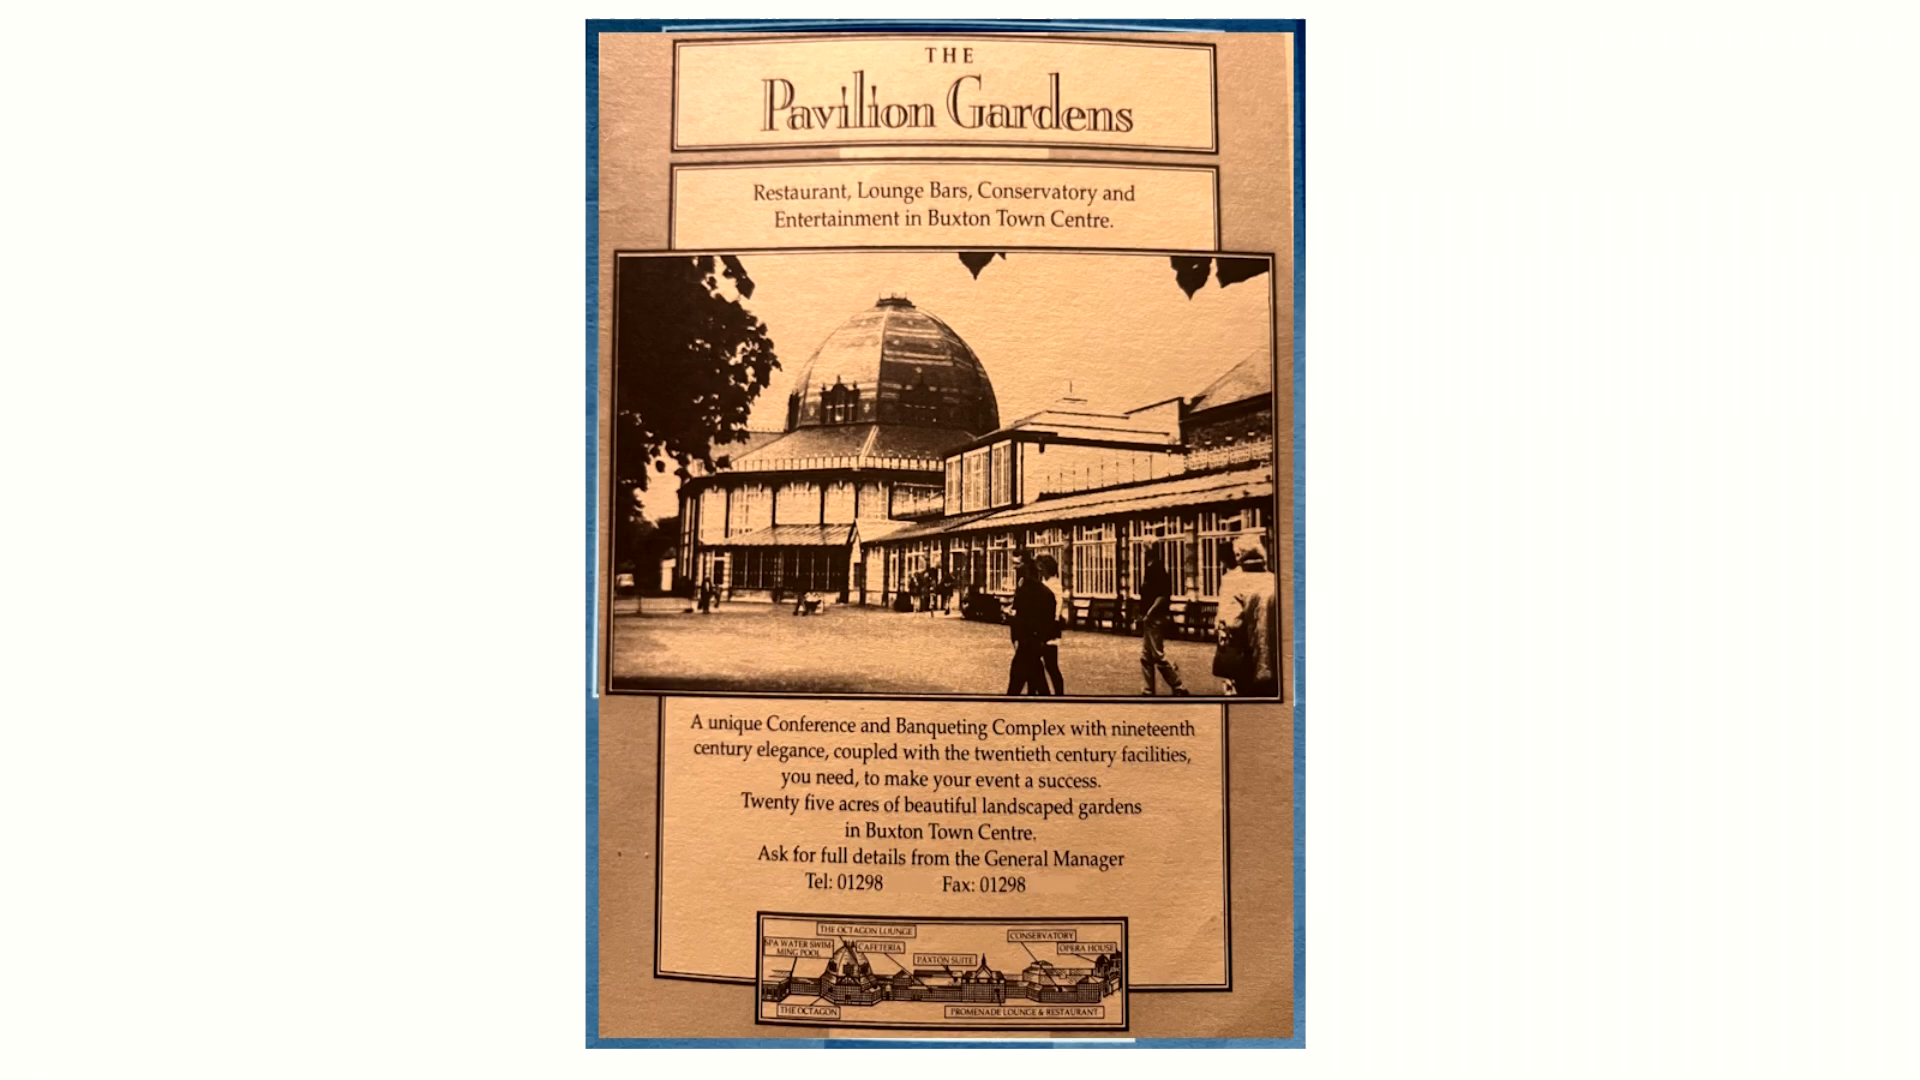 THE
Pavilion Gardens
Restaurant, Lounge Bars, Conservatory and
Entertainment in Buxton Town Centre.
A unique Conference and Banqueting Complex with nineteenth
century elegance, coupled with the twentieth century facilities,
you need, to make your event a success.
Twenty five acres of beautiful landscaped gardens
in Buxton Town Centre.
Ask for full details from the General Manager
Tel: 01298 Fax: 01298
THE OCTAGON LOUNGE
SPA WATER SWIM-
MING POOL
CAFETERIA
PAXTON SUITE
CONSERVATORY
OPERA HOUSE
THE OCTAGON
PROMENADE LOUNGE & RESTAURANT